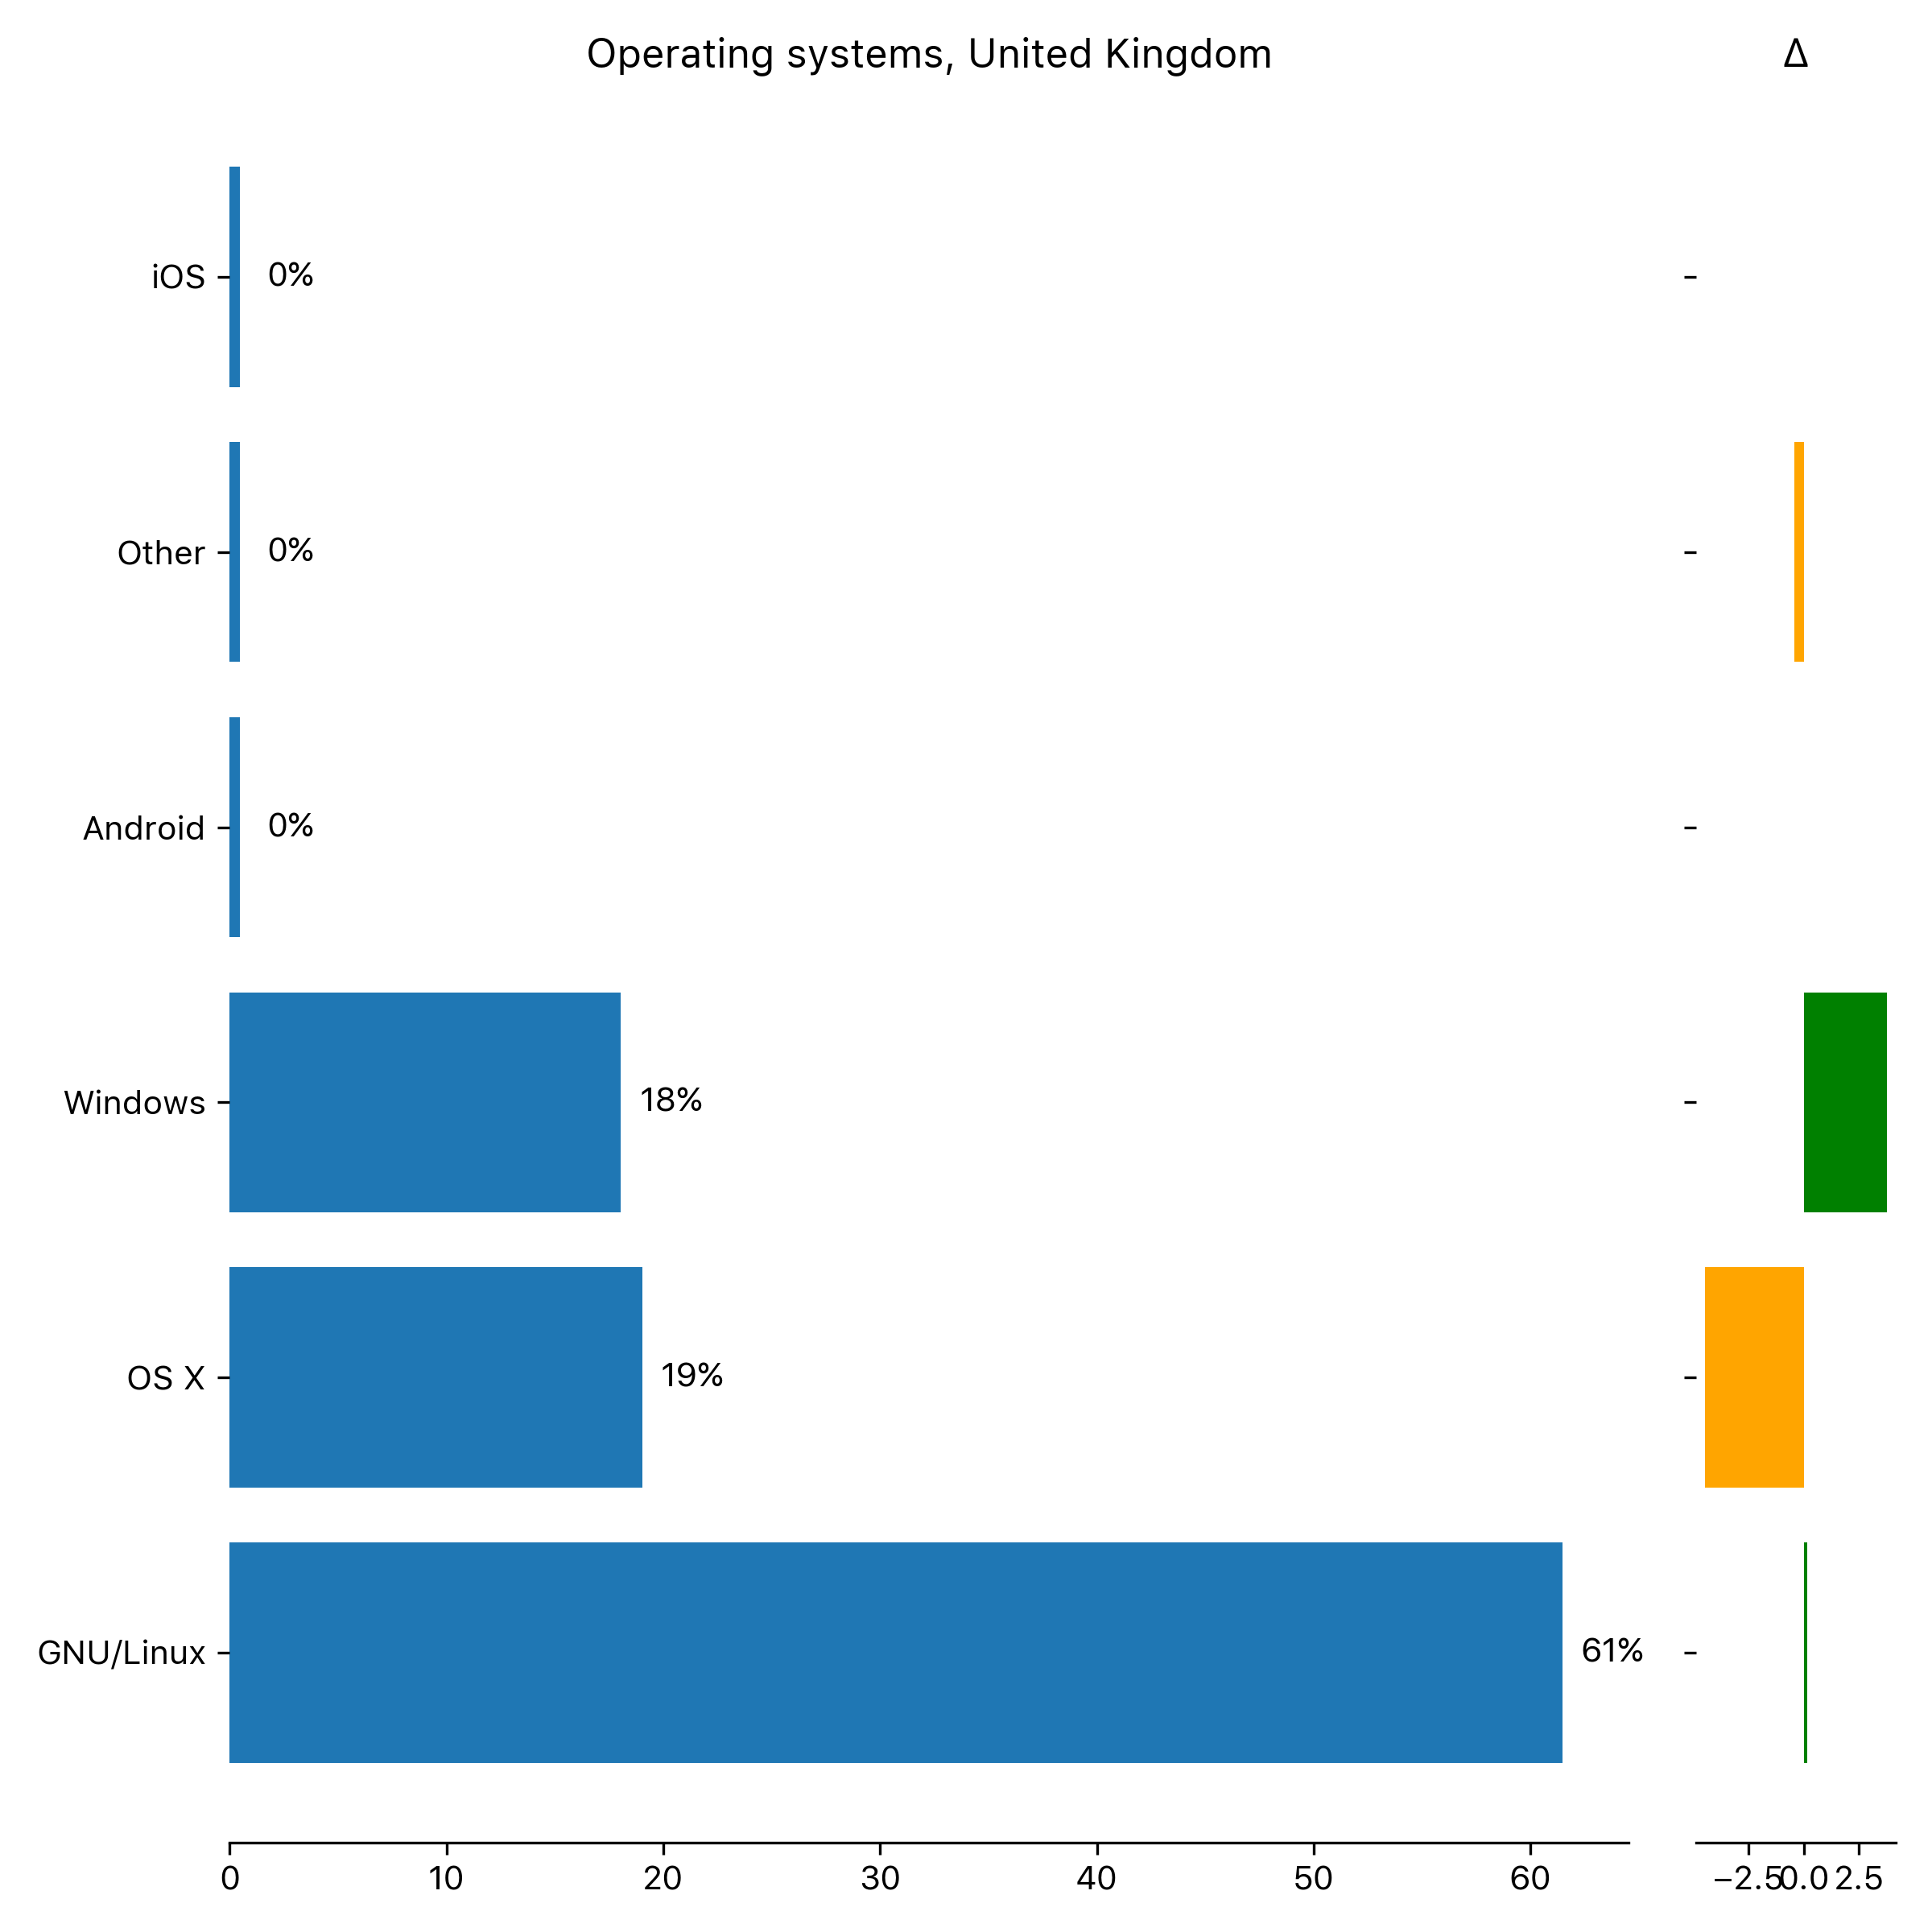 Operating systems, United Kingdom Δ
iOS 0%
Other 0%
Android 0%
Windows 18%
OS X 19%
GNU/Linux 61%
0 10 20 30 40 50 60 −2.5 0.0 2.5